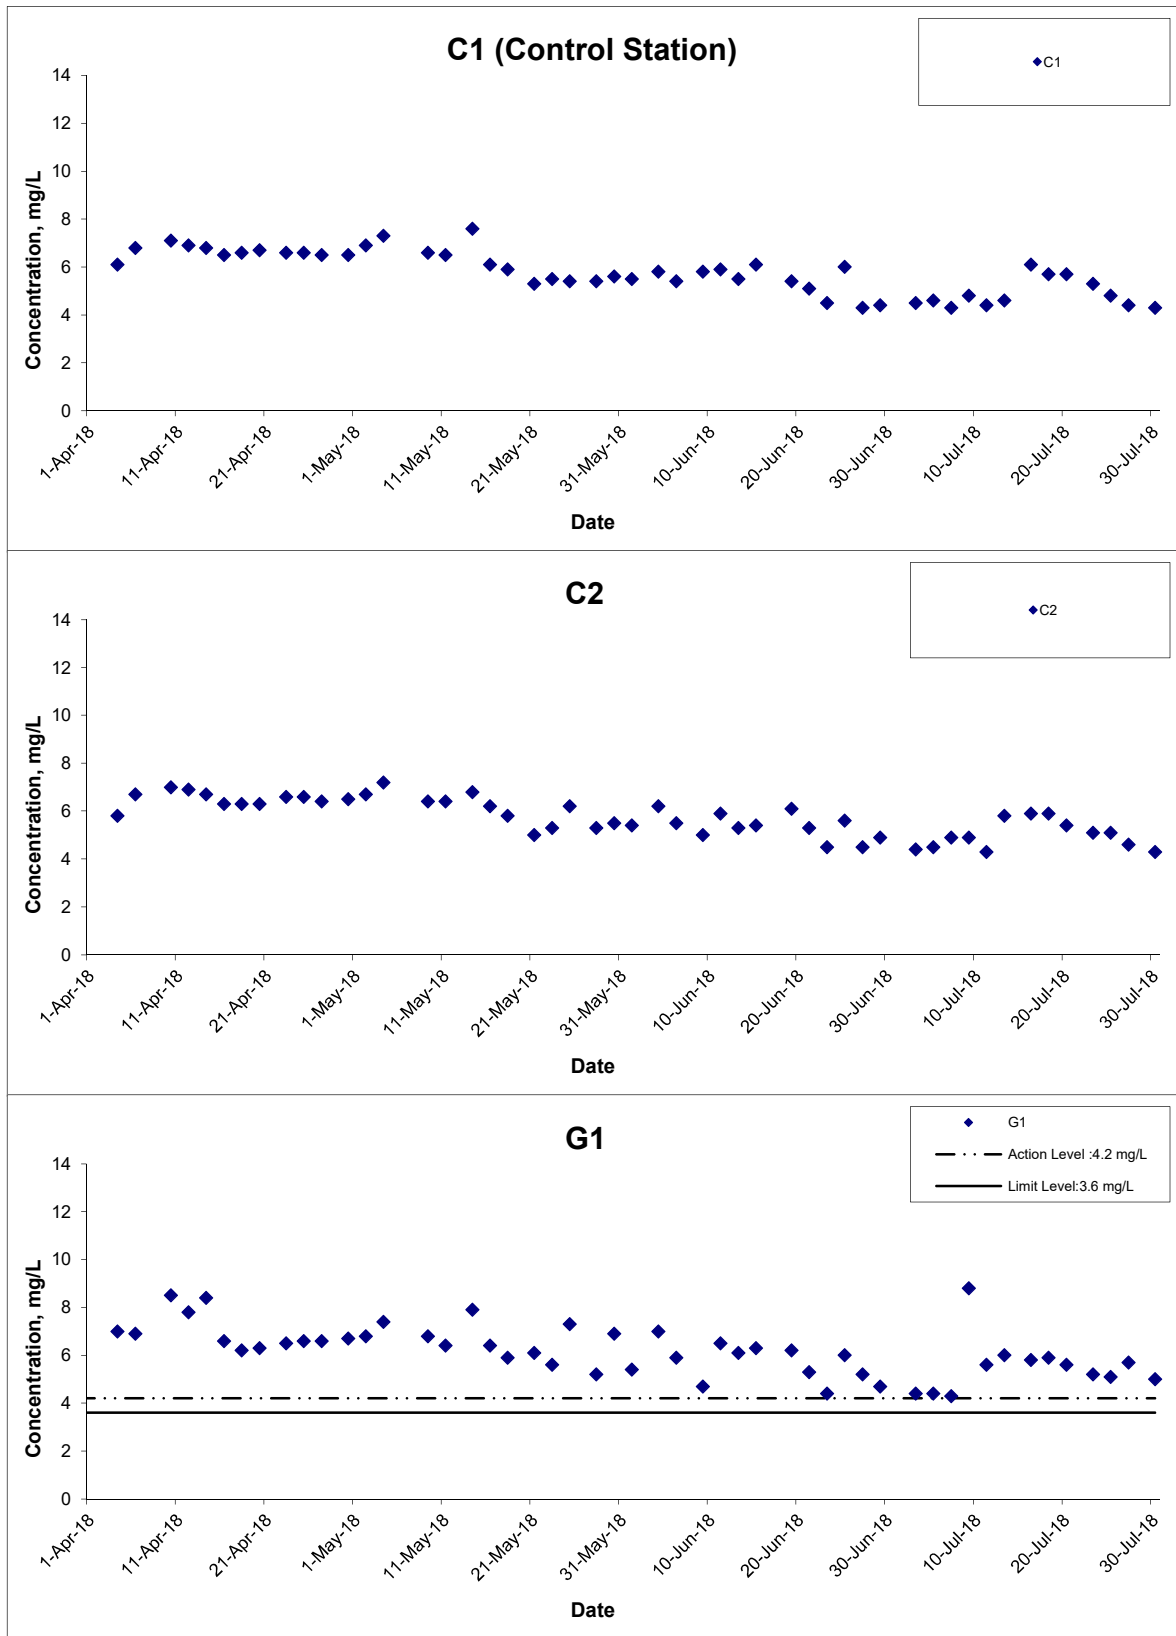 C1 (Control Station)
C1
14
12
10
8
6
4
2
0
Concentration, mg/L
1-Apr-18
11-Apr-18
21-Apr-18
1-May-18
11-May-18
21-May-18
31-May-18
10-Jun-18
20-Jun-18
30-Jun-18
10-Jul-18
20-Jul-18
30-Jul-18
Date
C2
C2
14
12
10
8
6
4
2
0
Concentration, mg/L
1-Apr-18
11-Apr-18
21-Apr-18
1-May-18
11-May-18
21-May-18
31-May-18
10-Jun-18
20-Jun-18
30-Jun-18
10-Jul-18
20-Jul-18
30-Jul-18
Date
G1
G1
Action Level :4.2 mg/L
Limit Level:3.6 mg/L
14
12
10
8
6
4
2
0
Concentration, mg/L
1-Apr-18
11-Apr-18
21-Apr-18
1-May-18
11-May-18
21-May-18
31-May-18
10-Jun-18
20-Jun-18
30-Jun-18
10-Jul-18
20-Jul-18
30-Jul-18
Date